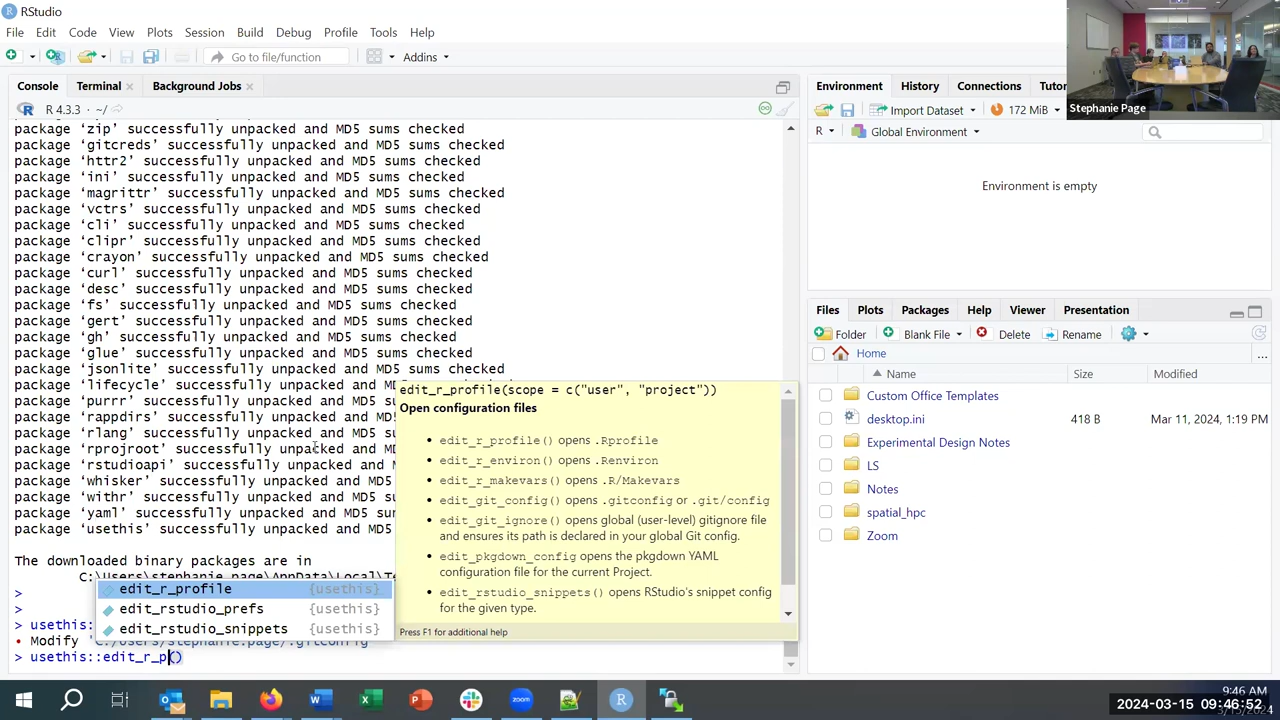 RStudio
File Edit Code View Plots Session Build Debug Profile Tools Help
Go to file/function Addins
Console Terminal Background Jobs
R 4.3.3 · ~/
package ‘zip’ successfully unpacked and MD5 sums checked
package ‘gitcreds’ successfully unpacked and MD5 sums checked
package ‘httr2’ successfully unpacked and MD5 sums checked
package ‘ini’ successfully unpacked and MD5 sums checked
package ‘magrittr’ successfully unpacked and MD5 sums checked
package ‘vctrs’ successfully unpacked and MD5 sums checked
package ‘cli’ successfully unpacked and MD5 sums checked
package ‘clipr’ successfully unpacked and MD5 sums checked
package ‘crayon’ successfully unpacked and MD5 sums checked
package ‘curl’ successfully unpacked and MD5 sums checked
package ‘desc’ successfully unpacked and MD5 sums checked
package ‘fs’ successfully unpacked and MD5 sums checked
package ‘gert’ successfully unpacked and MD5 sums checked
package ‘gh’ successfully unpacked and MD5 sums checked
package ‘glue’ successfully unpacked and MD5 sums checked
package ‘jsonlite’ successfully unpacked and MD5 sums checked
package ‘lifecycle’ successfully unpacked and M
package ‘purrr’ successfully unpacked and MD5 s
package ‘rappdirs’ successfully unpacked and MD
package ‘rlang’ successfully unpacked and MD5 s
package ‘rprojroot’ successfully unpacked and M
package ‘rstudioapi’ successfully unpacked and
package ‘whisker’ successfully unpacked and MD5
package ‘withr’ successfully unpacked and MD5 s
package ‘yaml’ successfully unpacked and MD5 su
package ‘usethis’ successfully unpacked and MD5
The downloaded binary packages are in
C:\Users\stephanie.page\AppData\Local\Te
>
>
> usethis:
• Modify 'C:/Users/stephanie.page/.gitconfig'
> usethis::edit_r_p()
edit_r_profile {usethis}
edit_rstudio_prefs {usethis}
edit_rstudio_snippets {usethis}
edit_r_profile(scope = c("user", "project"))
Open configuration files
• edit_r_profile() opens .Rprofile
• edit_r_environ() opens .Renviron
• edit_r_makevars() opens .R/Makevars
• edit_git_config() opens .gitconfig or .git/config
• edit_git_ignore() opens global (user-level) gitignore file
and ensures its path is declared in your global Git config.
• edit_pkgdown_config opens the pkgdown YAML
configuration file for the current Project.
• edit_rstudio_snippets() opens RStudio's snippet config
for the given type.
Press F1 for additional help
Environment History Connections Tutor
Import Dataset 172 MiB
R Global Environment
Environment is empty
Files Plots Packages Help Viewer Presentation
Folder Blank File Delete Rename
Home
Name Size Modified
Custom Office Templates
desktop.ini 418 B Mar 11, 2024, 1:19 PM
Experimental Design Notes
LS
Notes
spatial_hpc
Zoom
Stephanie Page
zoom
9:46 AM
2024-03-15 09:46:52